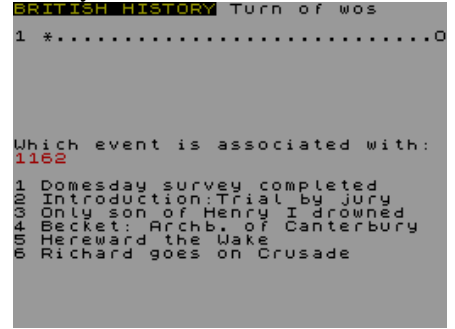 BRITISH HISTORY Turn of wos
1 *............................O
Which event is associated with:
1162
1 Domesday survey completed
2 Introduction:Trial by jury
3 Only son of Henry I drowned
4 Becket: Archb. of Canterbury
5 Hereward the Wake
6 Richard goes on Crusade